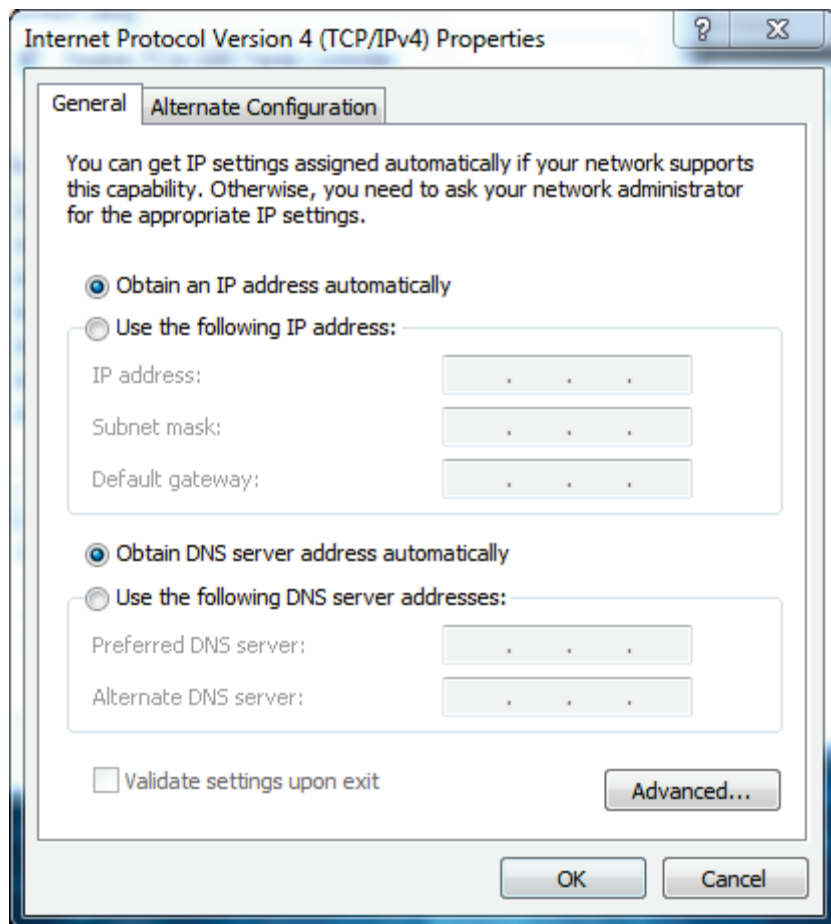 Internet Protocol Version 4 (TCP/IPv4) Properties
General
Alternate Configuration
You can get IP settings assigned automatically if your network supports
this capability. Otherwise, you need to ask your network administrator
for the appropriate IP settings.
Obtain an IP address automatically
Use the following IP address:
IP address:
Subnet mask:
Default gateway:
Obtain DNS server address automatically
Use the following DNS server addresses:
Preferred DNS server:
Alternate DNS server:
Validate settings upon exit
Advanced...
OK
Cancel